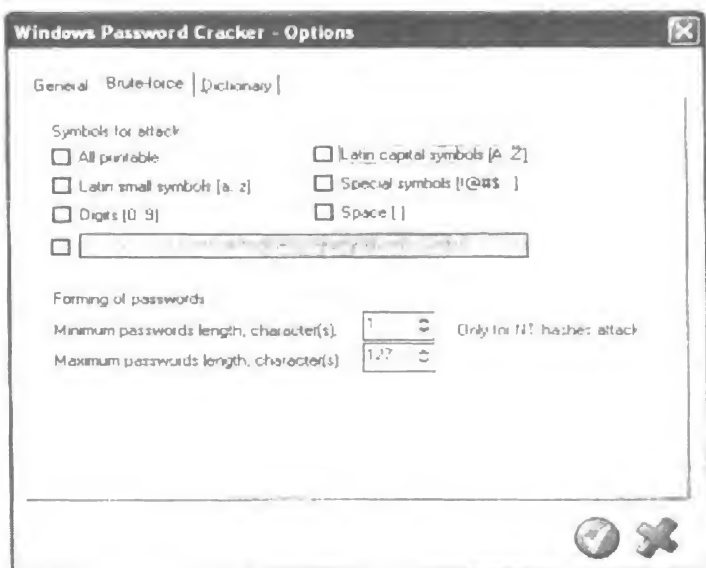 Windows Password Cracker - Options
General Brute-force Dictionary
Symbols for attack
All printable
Latin capital symbols [A. Z]
Latin small symbols [a. z]
Special symbols [!@#$. ]
Digits [0. 9]
Space [ ]
Forming of passwords
Minimum passwords length, character(s)
1
Only for NT hashes attack
Maximum passwords length, character(s)
127